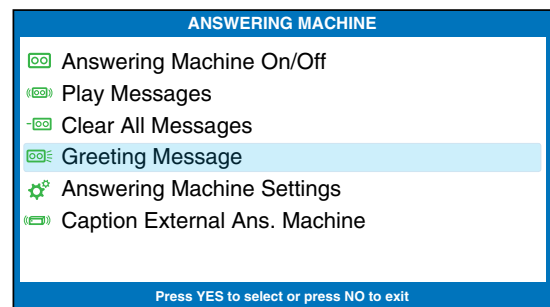 ANSWERING MACHINE
Answering Machine On/Off
Play Messages
Clear All Messages
Greeting Message
Answering Machine Settings
Caption External Ans. Machine
Press YES to select or press NO to exit